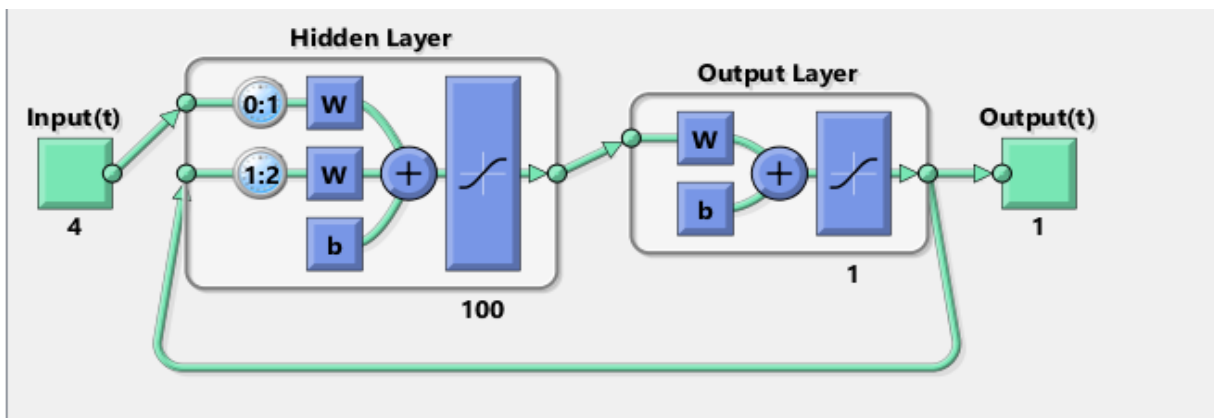 Hidden Layer
Output Layer
Input(t)
Output(t)
0:1
W
1:2
W
b
+
W
b
+
4
100
1
1